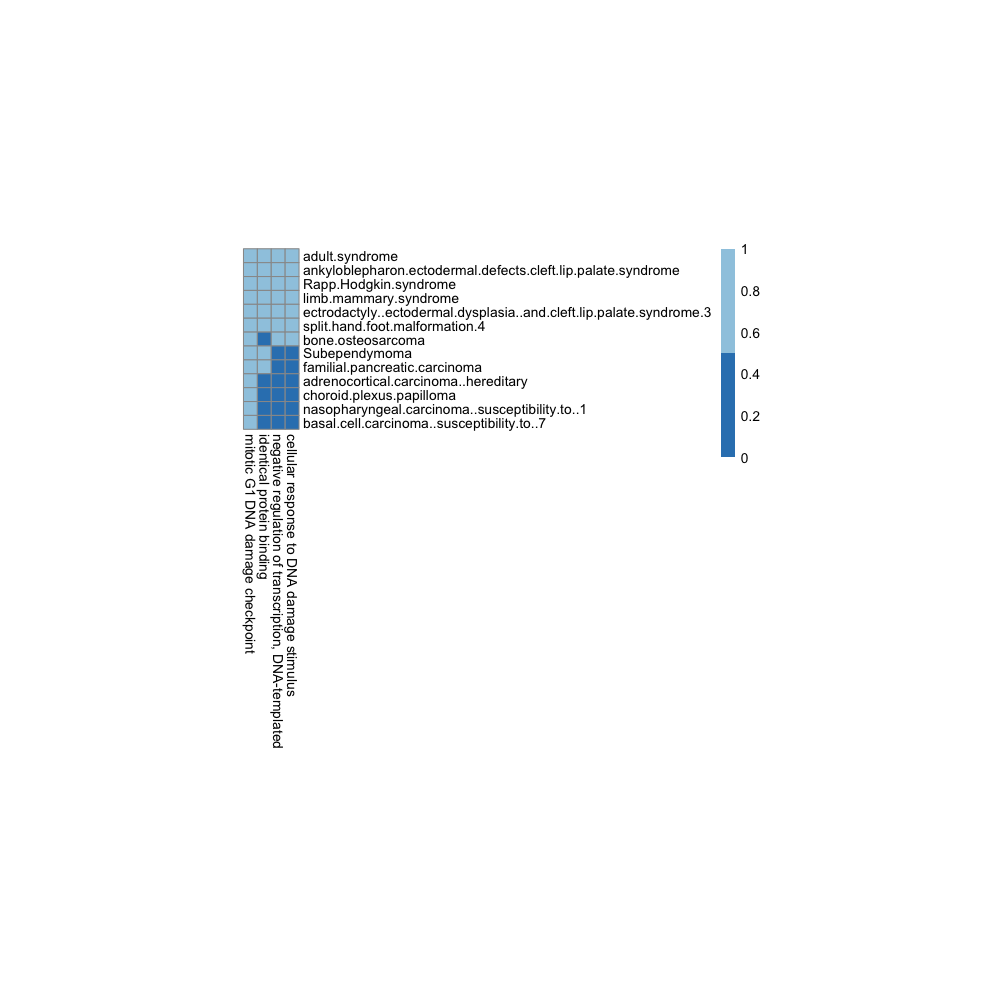 adult.syndrome
ankyloblepharon.ectodermal.defects.cleft.lip.palate.syndrome
Rapp.Hodgkin.syndrome
limb.mammary.syndrome
ectrodactyly..ectodermal.dysplasia..and.cleft.lip.palate.syndrome.3
split.hand.foot.malformation.4
bone.osteosarcoma
Subependymoma
familial.pancreatic.carcinoma
adrenocortical.carcinoma..hereditary
choroid.plexus.papilloma
nasopharyngeal.carcinoma..susceptibility.to..1
basal.cell.carcinoma..susceptibility.to..7
1
0.8
0.6
0.4
0.2
0
mitotic G1 DNA damage checkpoint
identical protein binding
negative regulation of transcription, DNA-templated
cellular response to DNA damage stimulus